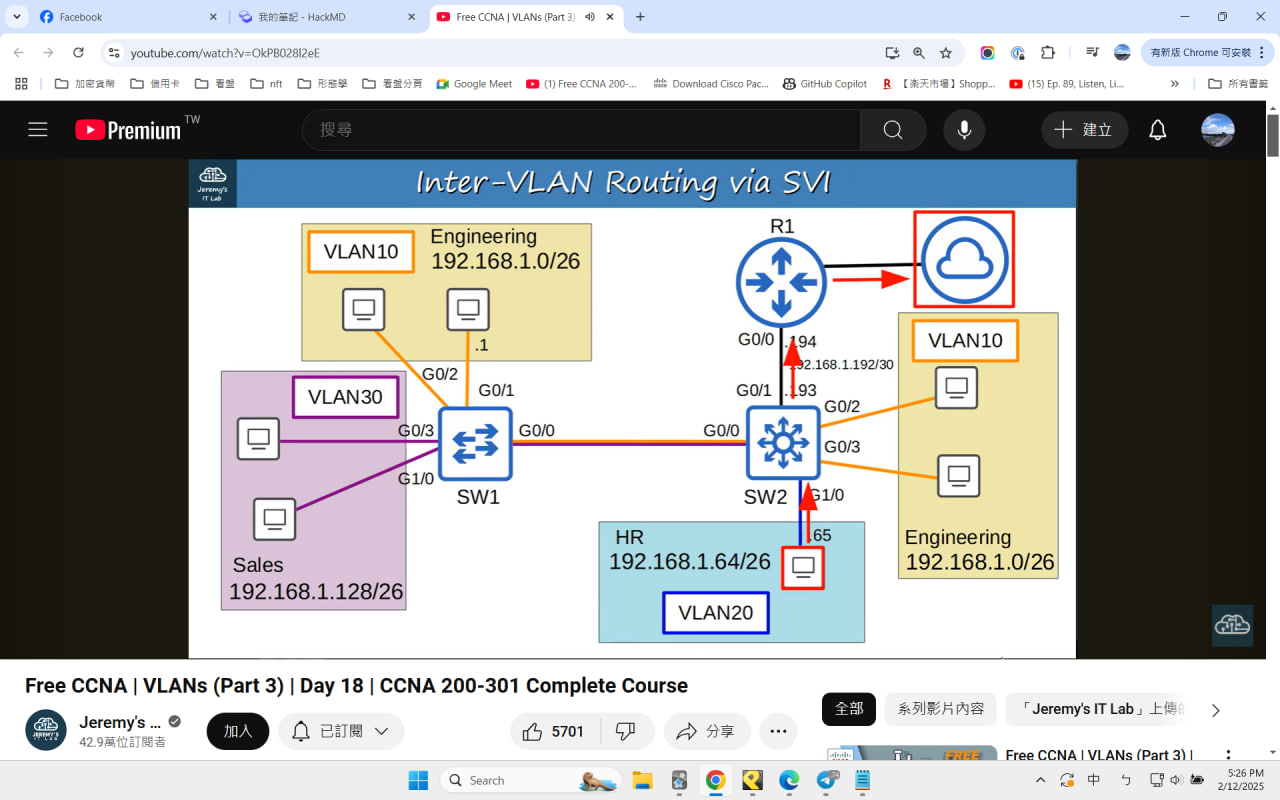 Facebook
我的筆記 - HackMD
Free CCNA | VLANs (Part 3)
youtube.com/watch?v=OkPB028I2eE
有新版 Chrome 可安裝
加密貨幣
信用卡
看盤
nft
形態學
看盤分頁
Google Meet
(1) Free CCNA 200-...
Download Cisco Pac...
GitHub Copilot
【楽天市場】Shopp...
(15) Ep. 89, Listen, Li...
所有書籤
Premium TW
搜尋
建立
Jeremy's
IT Lab
Inter-VLAN Routing via SVI
VLAN10
Engineering
192.168.1.0/26
.1
G0/2
G0/1
VLAN30
G0/3
G1/0
Sales
192.168.1.128/26
SW1
G0/0
G0/0
R1
G0/0
.194
192.168.1.192/30
G0/1
.193
G0/2
G0/3
SW2
G1/0
.65
HR
192.168.1.64/26
VLAN20
VLAN10
Engineering
192.168.1.0/26
Free CCNA | VLANs (Part 3) | Day 18 | CCNA 200-301 Complete Course
Jeremy's ...
42.9萬位訂閱者
加入
已訂閱
5701
分享
全部
系列影片內容
「Jeremy's IT Lab」上傳的
Free CCNA | VLANs (Part 3) |
FREE
Search
中
5:26 PM
2/12/2025